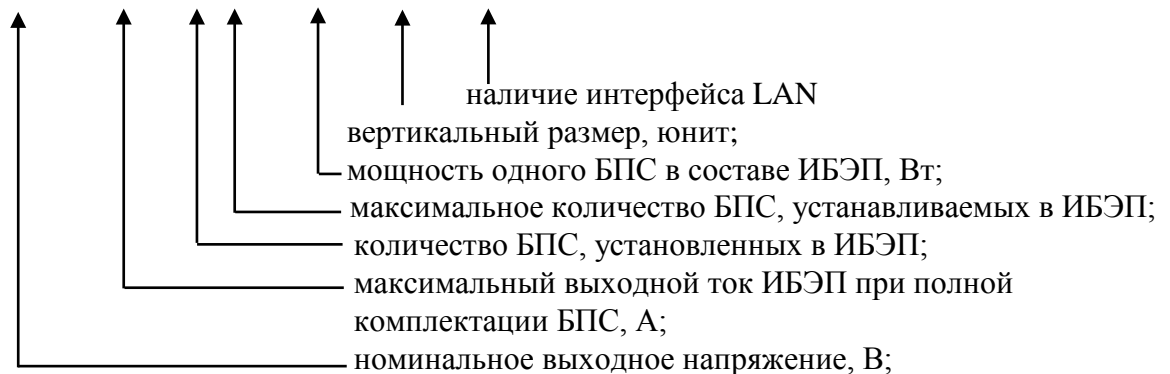 наличие интерфейса LAN
вертикальный размер, юнит;
мощность одного БПС в составе ИБЭП, Вт;
максимальное количество БПС, устанавливаемых в ИБЭП;
количество БПС, установленных в ИБЭП;
максимальный выходной ток ИБЭП при полной
комплектации БПС, А;
номинальное выходное напряжение, В;